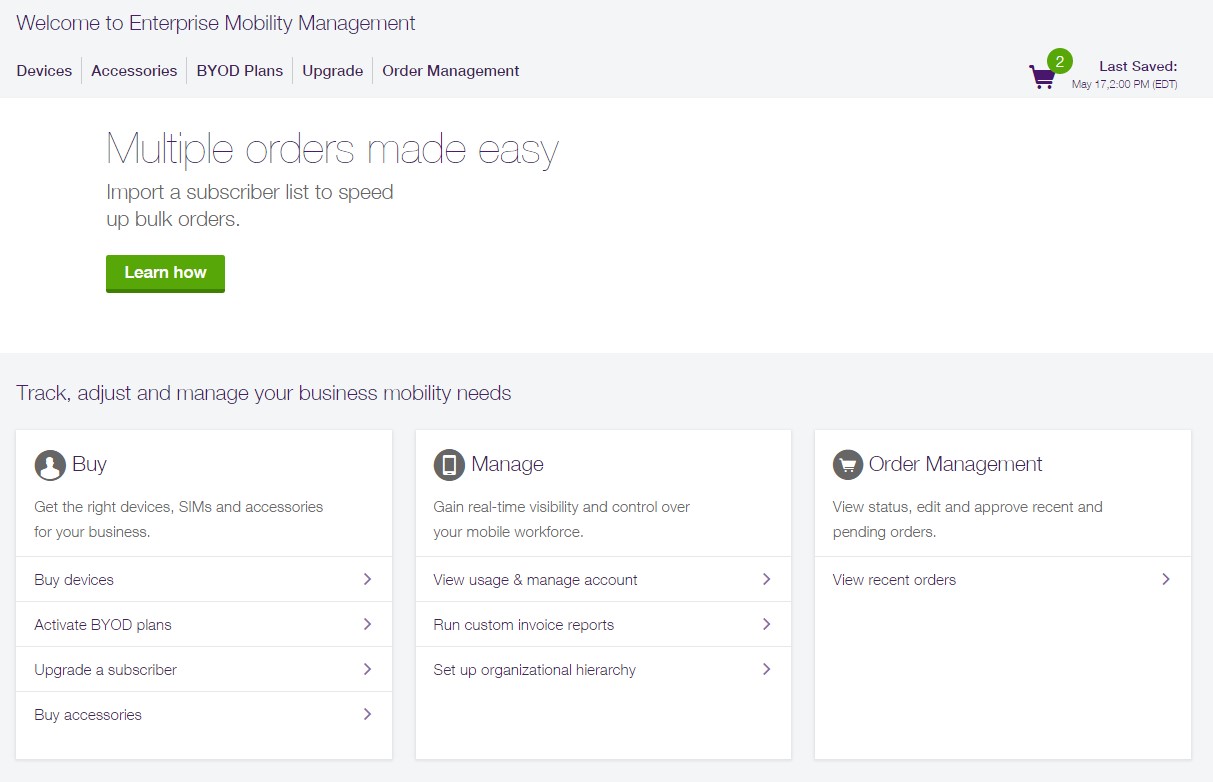 Welcome to Enterprise Mobility Management
Devices
Accessories
BYOD Plans
Upgrade
Order Management
2
Last Saved:
May 17,2:00 PM (EDT)
Multiple orders made easy
Import a subscriber list to speed
up bulk orders.
Learn how
Track, adjust and manage your business mobility needs
Buy
Get the right devices, SIMs and accessories
for your business.
Buy devices
Activate BYOD plans
Upgrade a subscriber
Buy accessories
Manage
Gain real-time visibility and control over
your mobile workforce.
View usage & manage account
Run custom invoice reports
Set up organizational hierarchy
Order Management
View status, edit and approve recent and
pending orders.
View recent orders